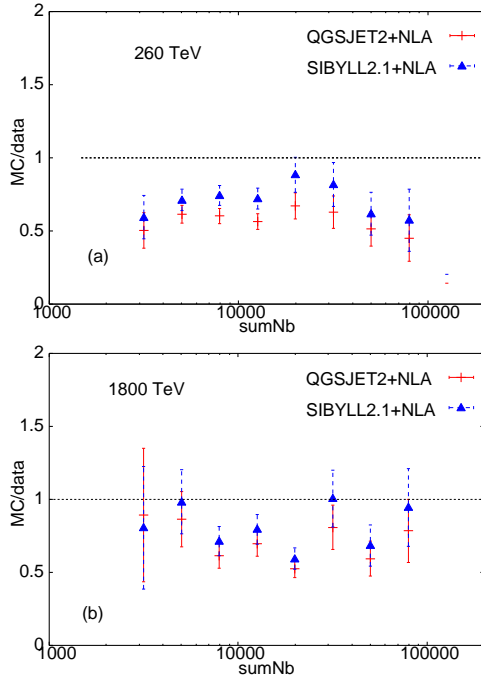 2
QGSJET2+NLA
260 TeV
SIBYLL2.1+NLA
1.5
MC/data
1
0.5
(a)
0
1000
10000
100000
sumNb
2
QGSJET2+NLA
1800 TeV
SIBYLL2.1+NLA
1.5
MC/data
1
0.5
(b)
0
1000
10000
100000
sumNb